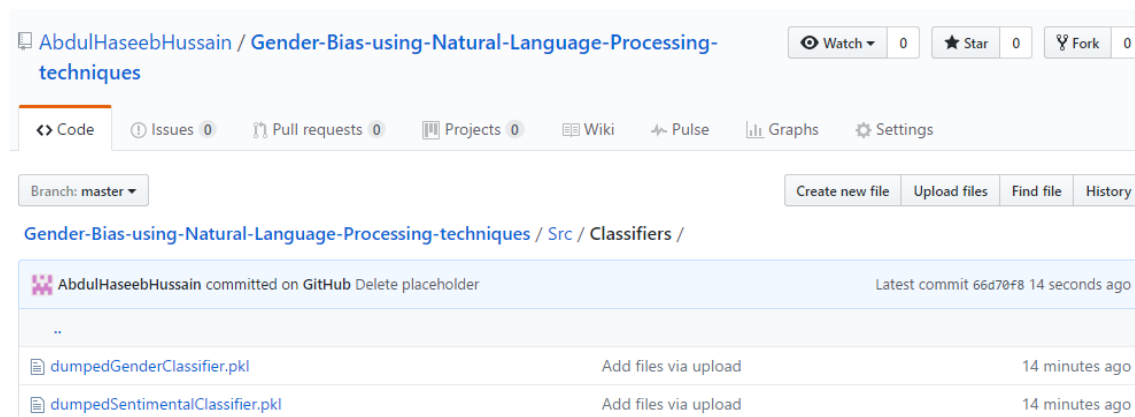 AbdulHaseebHussain / Gender-Bias-using-Natural-Language-Processing-
techniques
Watch 0 Star 0 Fork 0
Code Issues 0 Pull requests 0 Projects 0 Wiki Pulse Graphs Settings
Branch: master Create new file Upload files Find file History
Gender-Bias-using-Natural-Language-Processing-techniques / Src / Classifiers /
AbdulHaseebHussain committed on GitHub Delete placeholder Latest commit 66d70f8 14 seconds ago
..
dumpedGenderClassifier.pkl Add files via upload 14 minutes ago
dumpedSentimentalClassifier.pkl Add files via upload 14 minutes ago